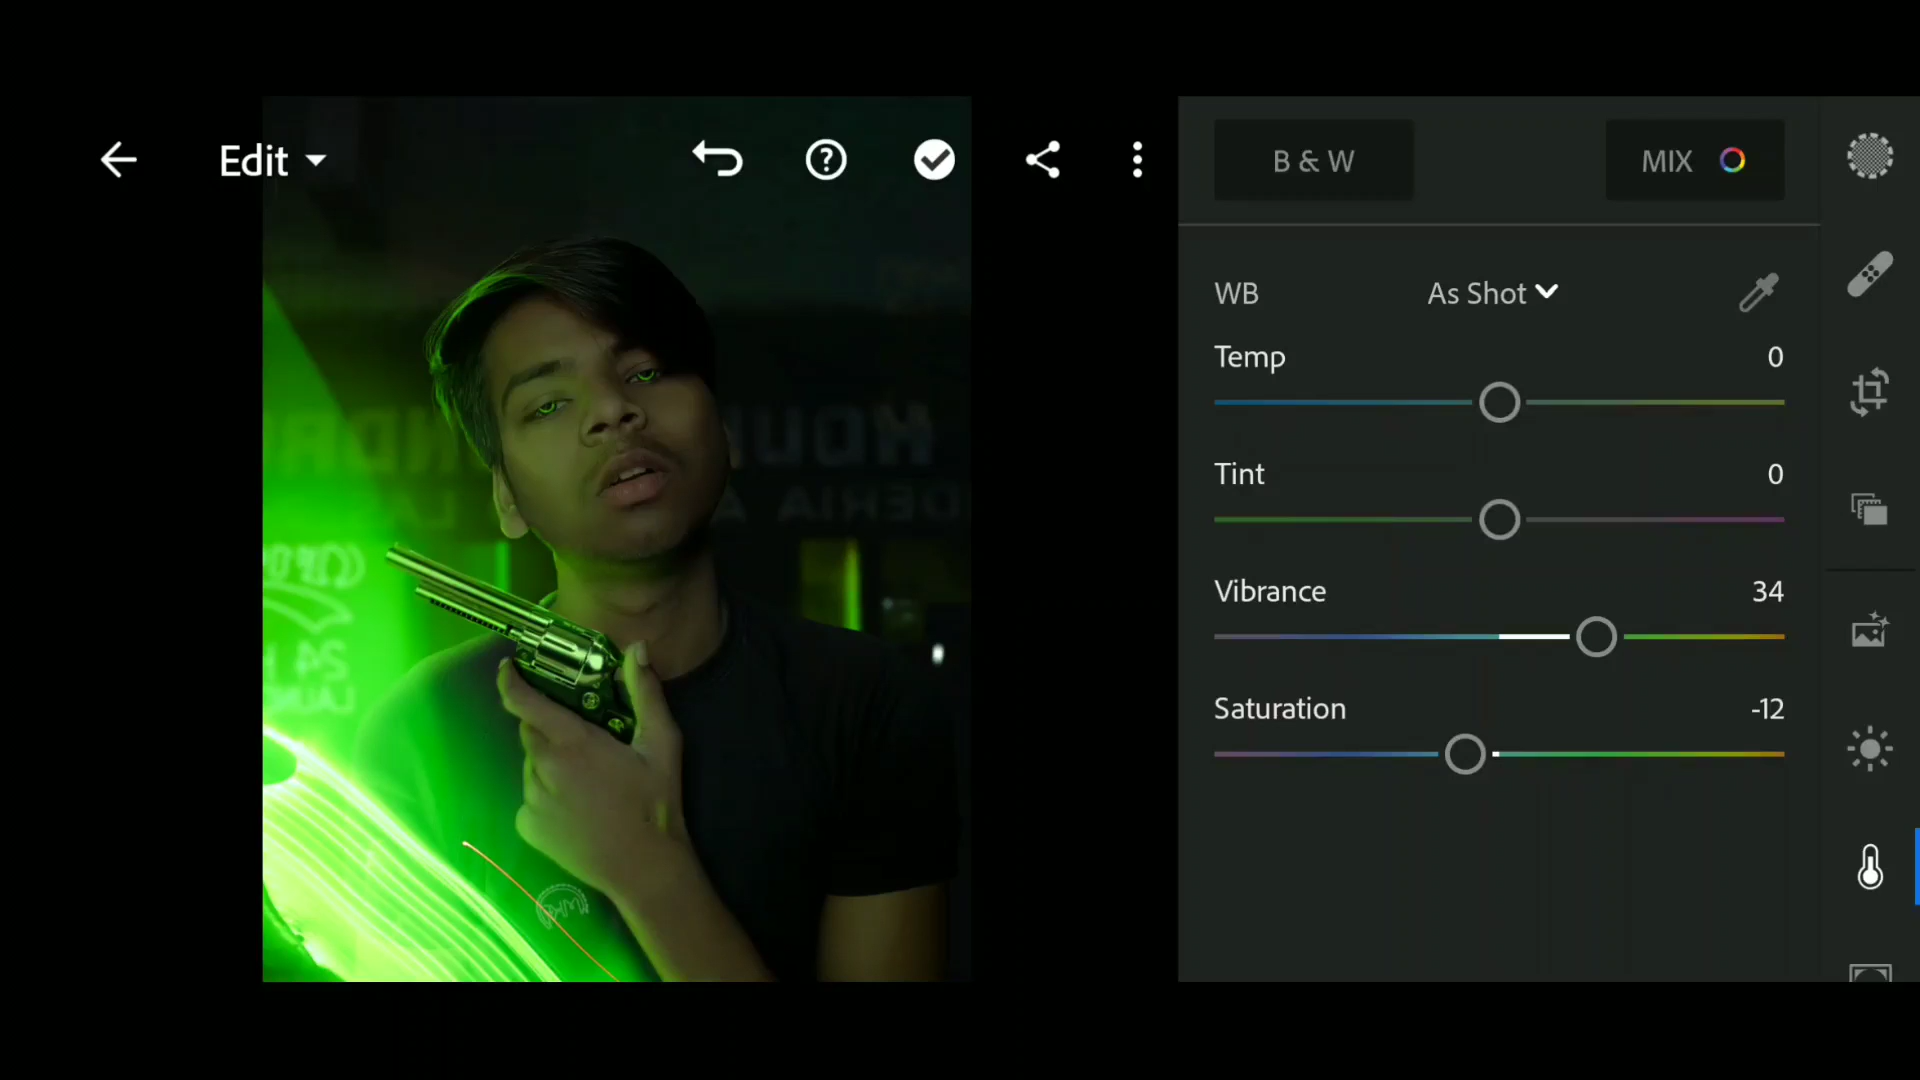 Edit
B & W
MIX
WB
As Shot
Temp
0
Tint
0
Vibrance
34
Saturation
-12